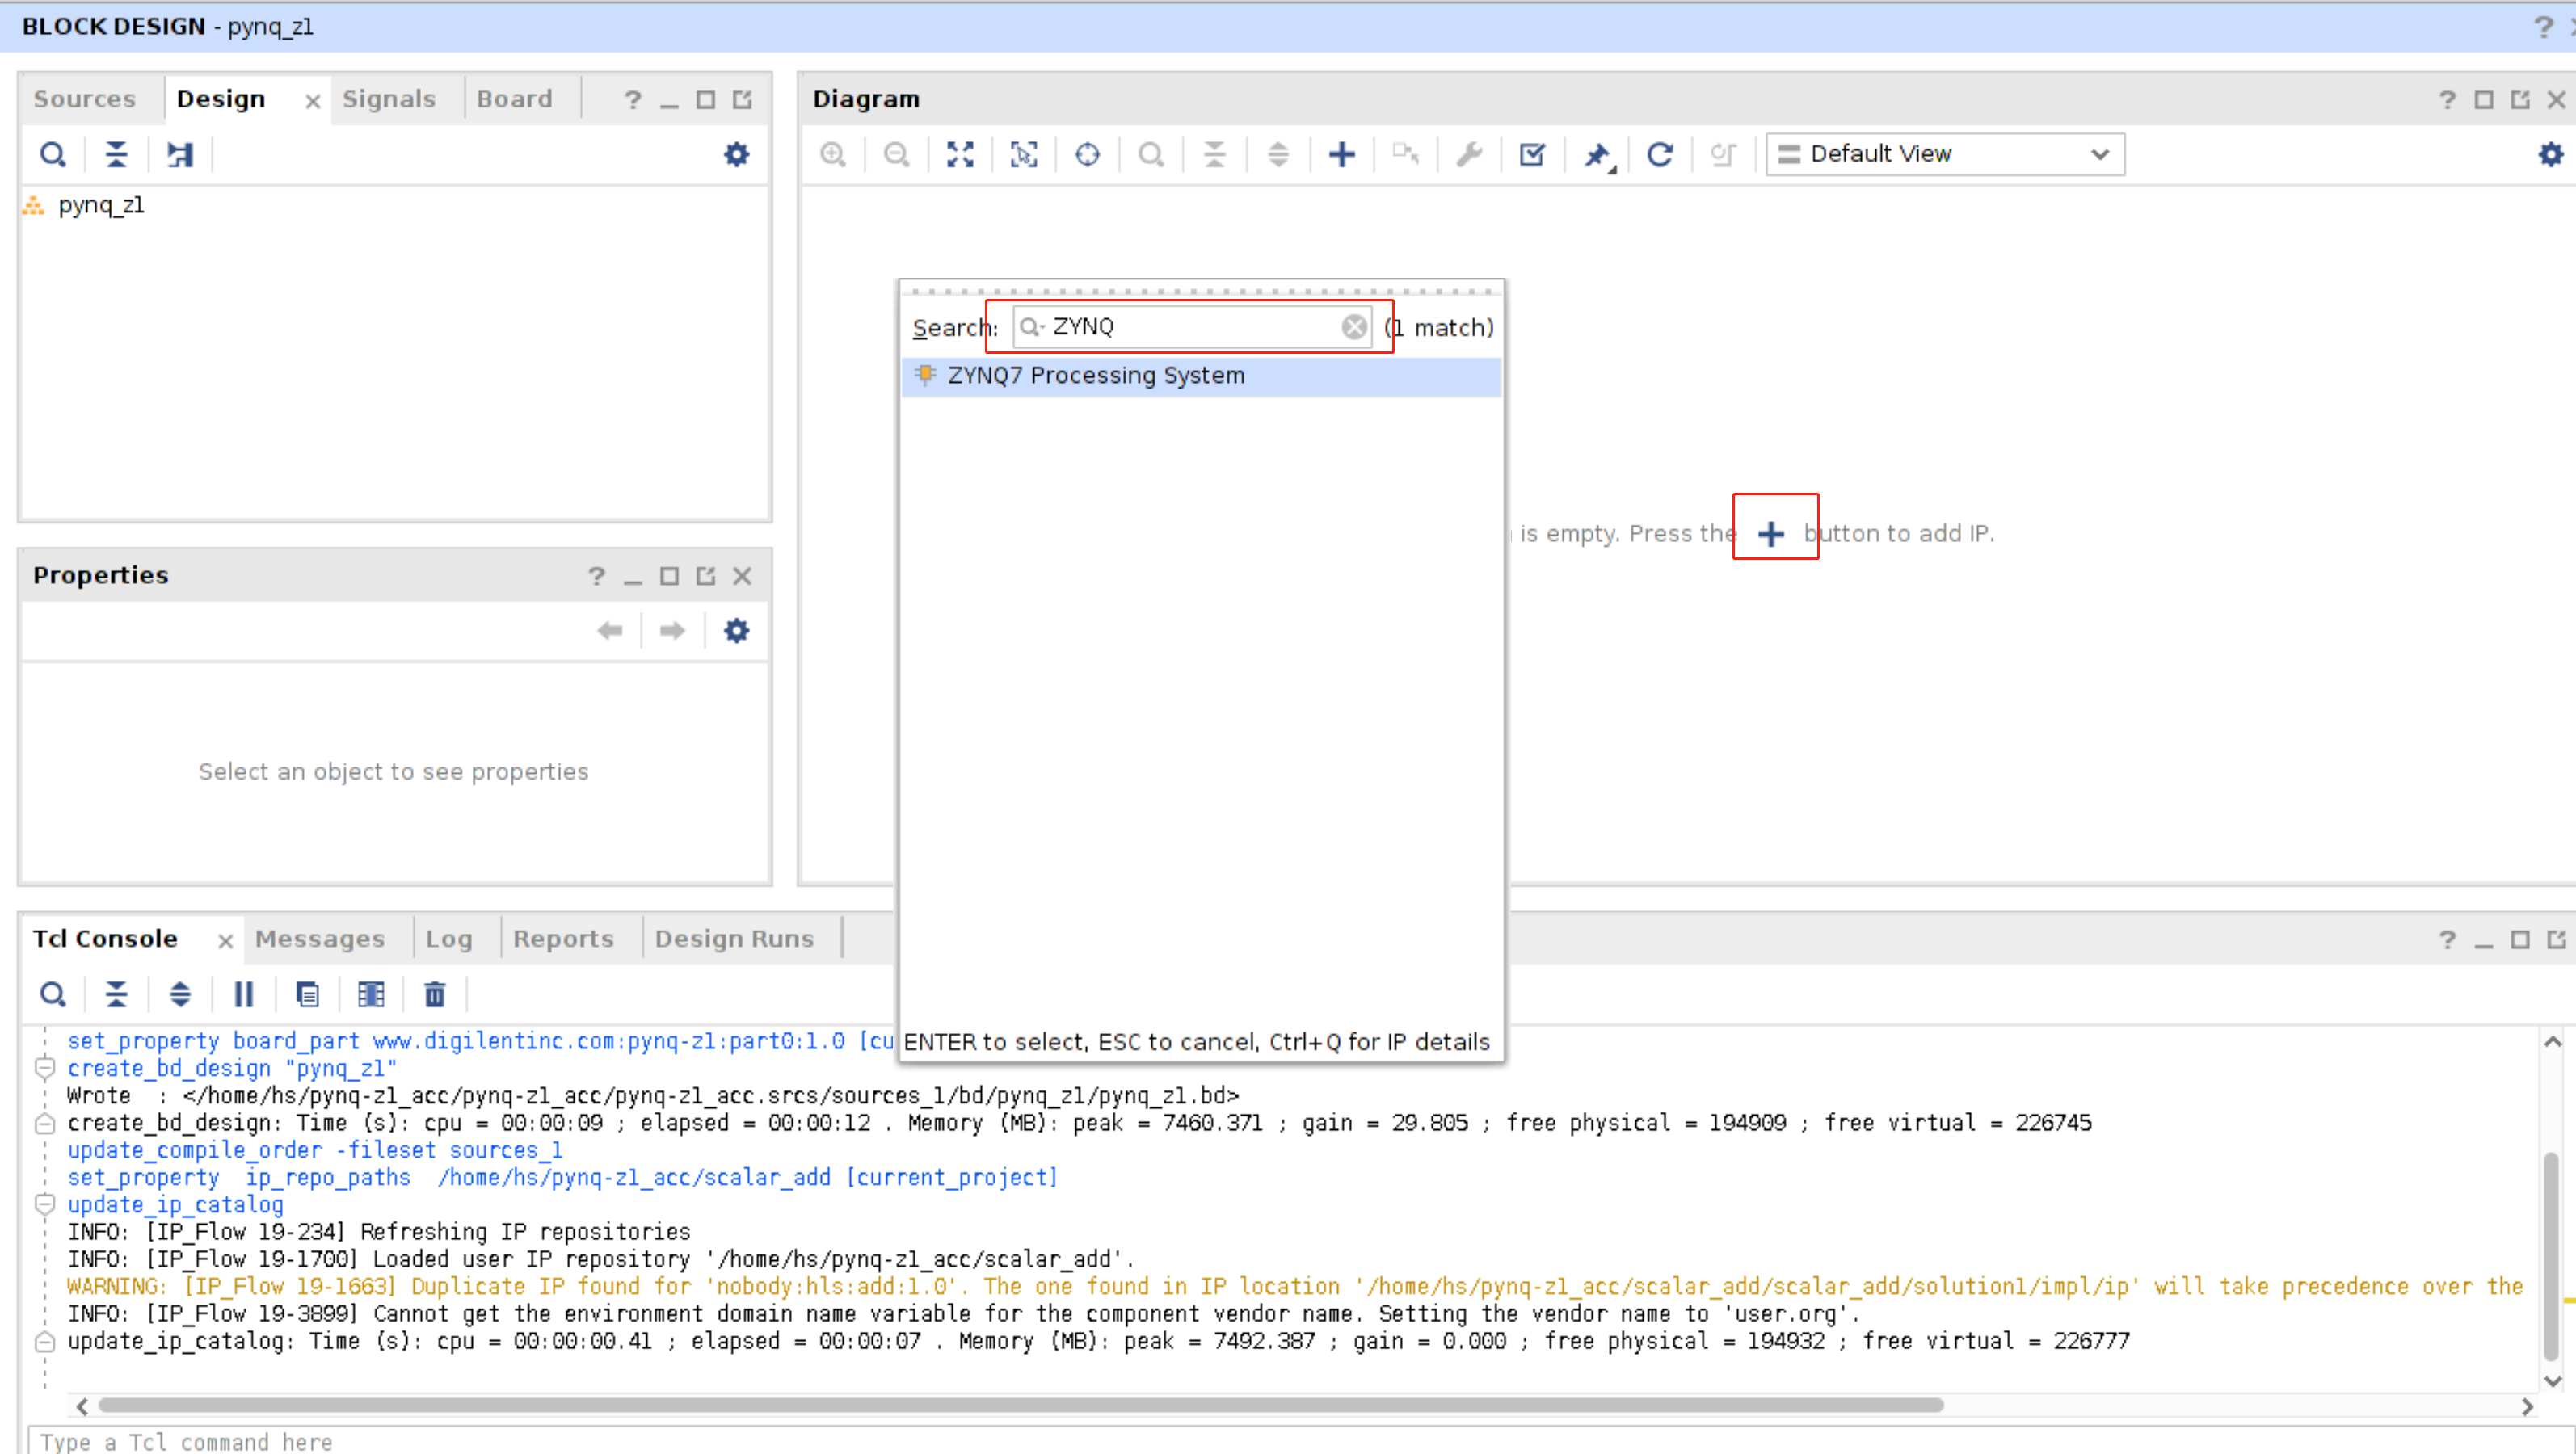 BLOCK DESIGN - pynq_z1
Sources Design Signals Board
pynq_z1
Properties
Select an object to see properties
Diagram
Default View
Search: ZYNQ (1 match)
ZYNQ7 Processing System
ENTER to select, ESC to cancel, Ctrl+Q for IP details
is empty. Press the button to add IP.
Tcl Console Messages Log Reports Design Runs
set_property board_part www.digilentinc.com:pynq-z1:part0:1.0 [cu
create_bd_design "pynq_z1"
Wrote : </home/hs/pynq-z1_acc/pynq-z1_acc/pynq-z1_acc.srcs/sources_1/bd/pynq_z1/pynq_z1.bd>
create_bd_design: Time (s): cpu = 00:00:09 ; elapsed = 00:00:12 . Memory (MB): peak = 7460.371 ; gain = 29.805 ; free physical = 194909 ; free virtual = 226745
update_compile_order -fileset sources_1
set_property ip_repo_paths /home/hs/pynq-z1_acc/scalar_add [current_project]
update_ip_catalog
INFO: [IP_Flow 19-234] Refreshing IP repositories
INFO: [IP_Flow 19-1700] Loaded user IP repository '/home/hs/pynq-z1_acc/scalar_add'.
WARNING: [IP_Flow 19-1663] Duplicate IP found for 'nobody:hls:add:1.0'. The one found in IP location '/home/hs/pynq-z1_acc/scalar_add/scalar_add/solution1/impl/ip' will take precedence over the
INFO: [IP_Flow 19-3899] Cannot get the environment domain name variable for the component vendor name. Setting the vendor name to 'user.org'.
update_ip_catalog: Time (s): cpu = 00:00:00.41 ; elapsed = 00:00:07 . Memory (MB): peak = 7492.387 ; gain = 0.000 ; free physical = 194932 ; free virtual = 226777
Type a Tcl command here